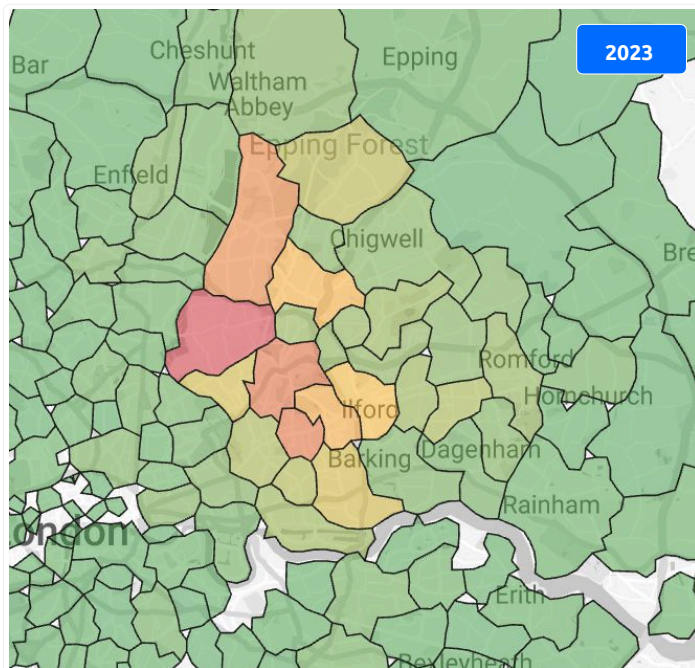 2023
Bar
Cheshunt
Waltham
Abbey
Epping
Epping Forest
Enfield
Chigwell
Bre
Romford
Hornchurch
Ilford
Dagenham
Barking
Rainham
ondon
Erith
Bexleyheath